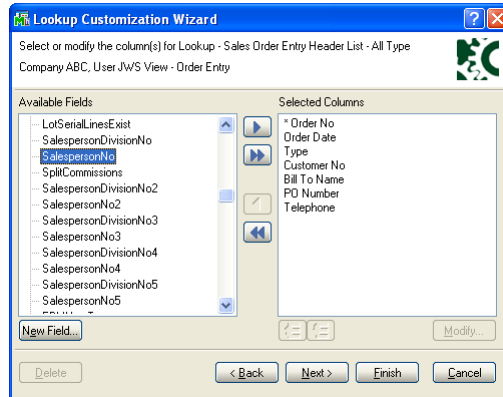 Lookup Customization Wizard
Select or modify the column(s) for Lookup - Sales Order Entry Header List - All Type
Company ABC, User JWS View - Order Entry
Available Fields
Selected Columns
LotSerialLinesExist
SalespersonDivisionNo
SalespersonNo
SplitCommissions
SalespersonDivisionNo2
SalespersonNo2
SalespersonDivisionNo3
SalespersonNo3
SalespersonDivisionNo4
SalespersonNo4
SalespersonDivisionNo5
SalespersonNo5
* Order No
Order Date
Type
Customer No
Bill To Name
PO Number
Telephone
New Field...
Modify...
Delete
< Back
Next >
Finish
Cancel